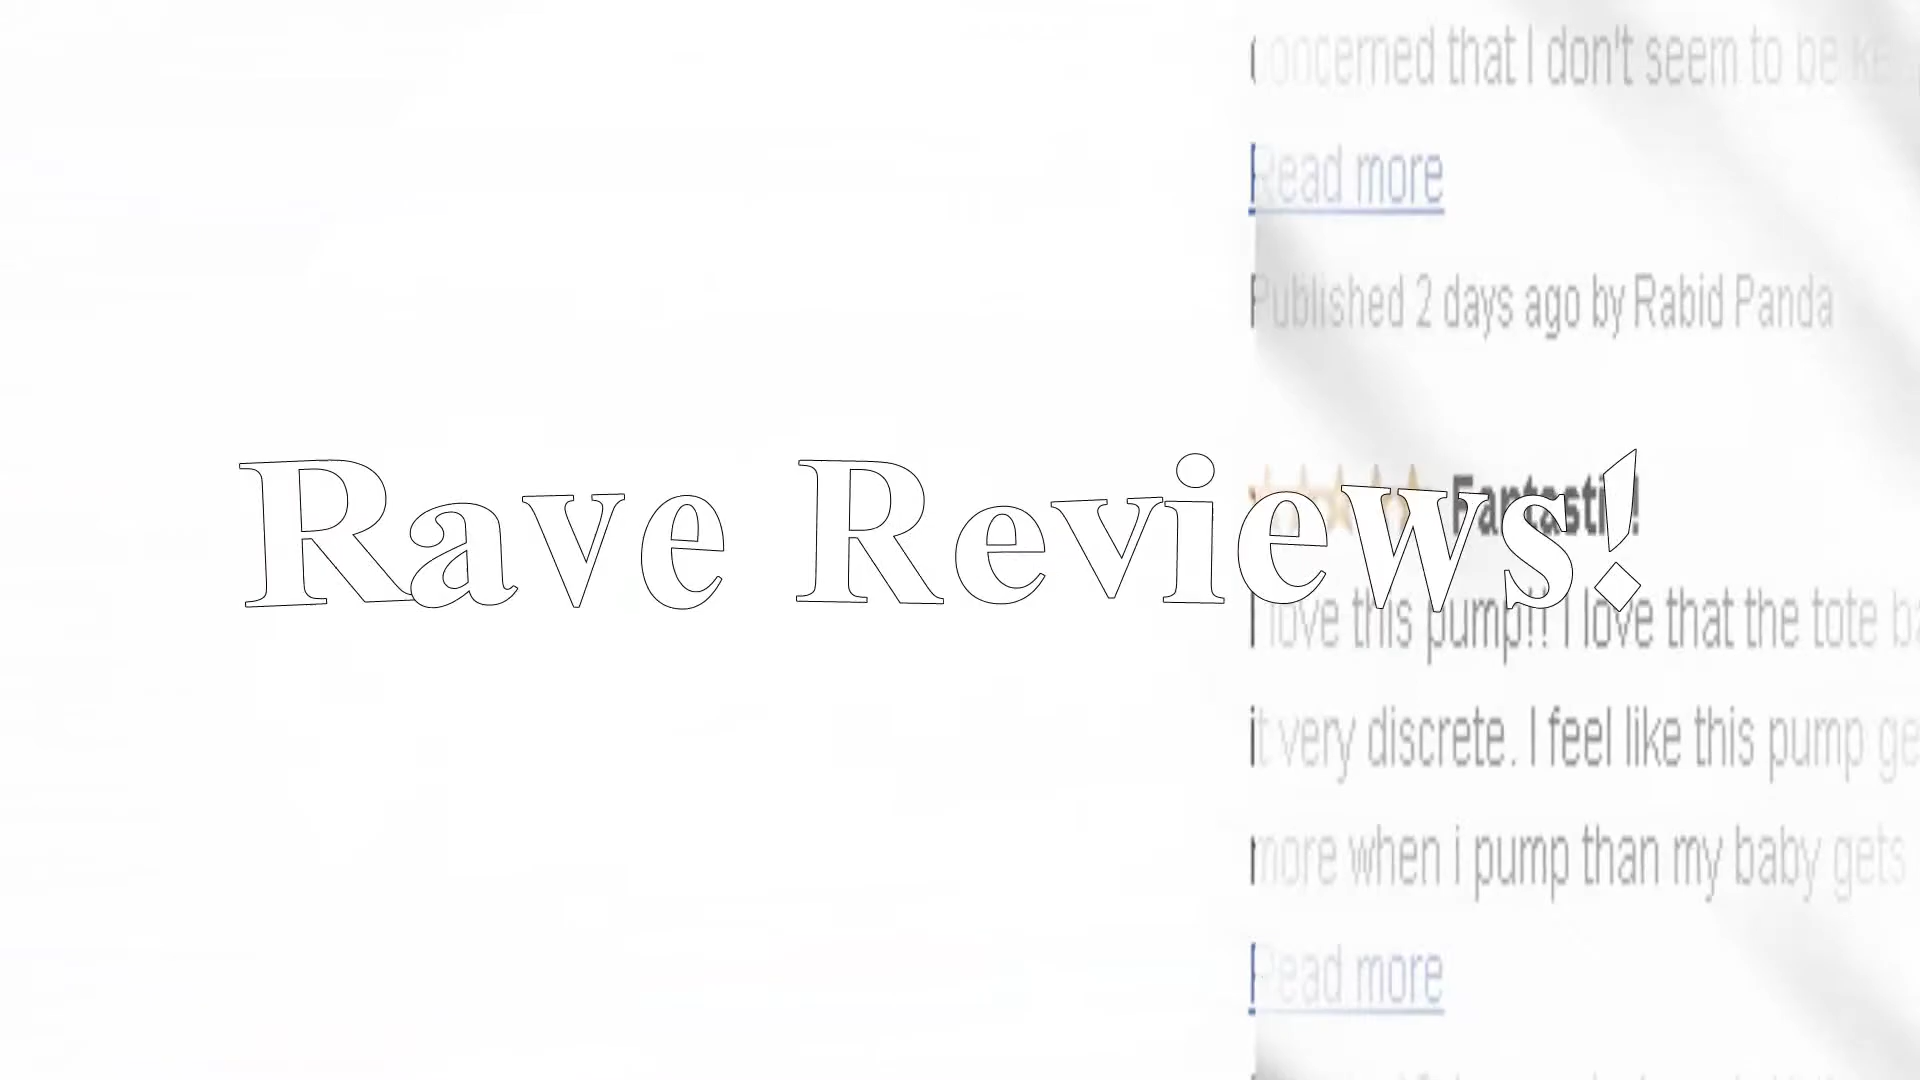 concerned that I don't seem to be
Read more
Published 2 days ago by Rabid Panda
Rave Reviews!
Fantastic!
I love this pump!! I love that the tote
it very discrete. I feel like this pump
more when i pump than my baby gets
Read more